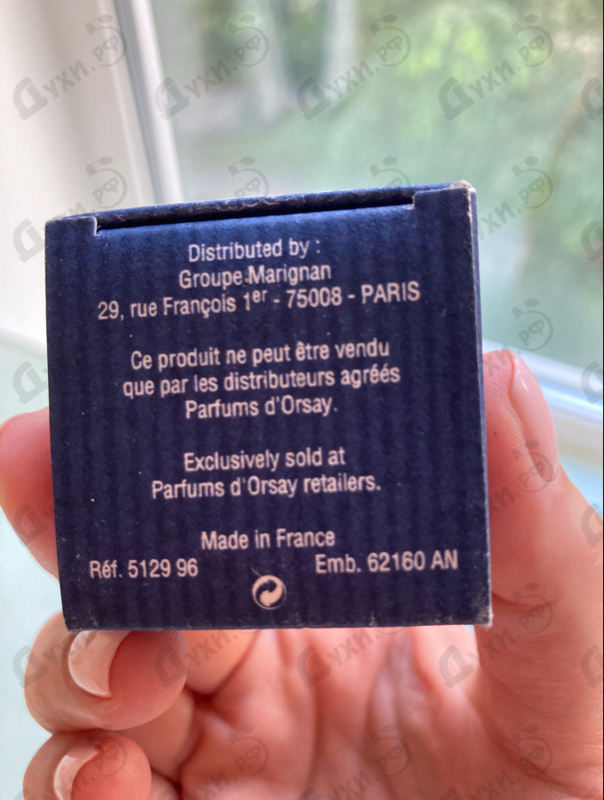 Distributed by :
Groupe Marignan
29, rue François 1er - 75008 - PARIS
Ce produit ne peut être vendu
que par les distributeurs agréés
Parfums d'Orsay.
Exclusively sold at
Parfums d'Orsay retailers.
Made in France
Réf. 5129 96 Emb. 62160 AN
Духи.рф